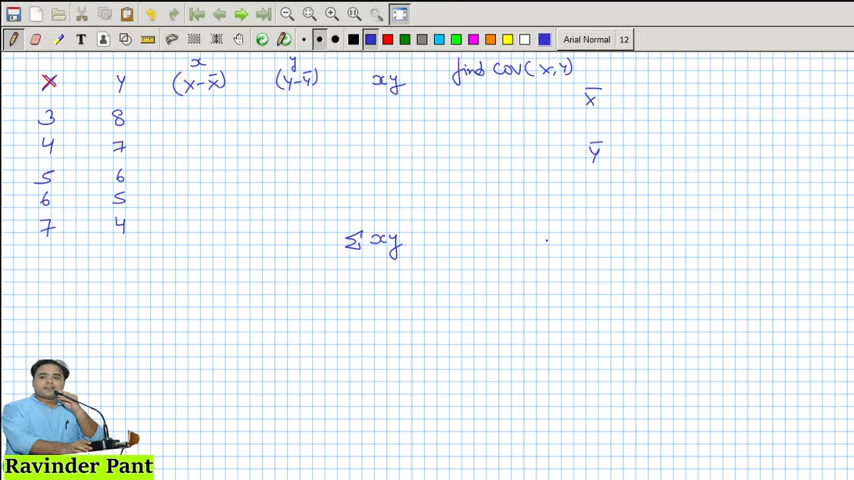 Arial Normal 12
x y
X Y (X-X̅) (Y-Y̅) xy find COV(X,Y)
X̅
3 8
4 7 Y̅
5 6
6 5
7 4
Σxy
Ravinder Pant